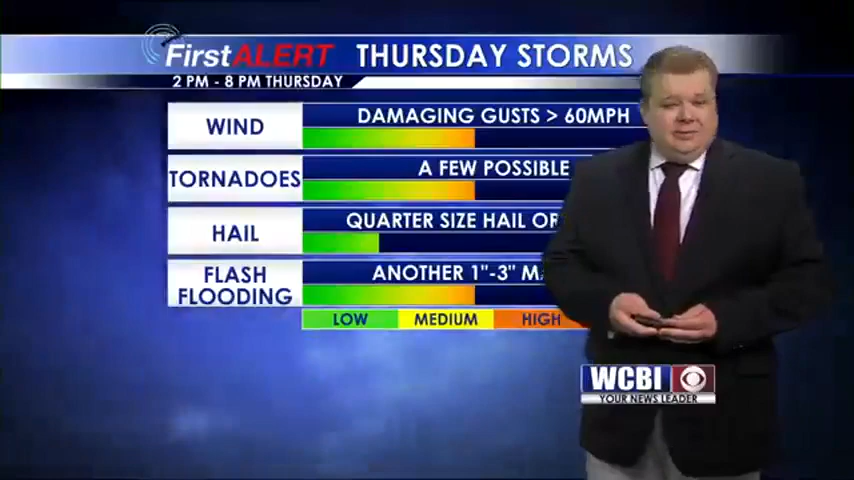 FirstALERT THURSDAY STORMS
2 PM - 8 PM THURSDAY
WIND
DAMAGING GUSTS > 60MPH
TORNADOES
A FEW POSSIBLE
HAIL
QUARTER SIZE HAIL OR
FLASH
FLOODING
ANOTHER 1"-3"
LOW MEDIUM HIGH
WCBI
YOUR NEWS LEADER